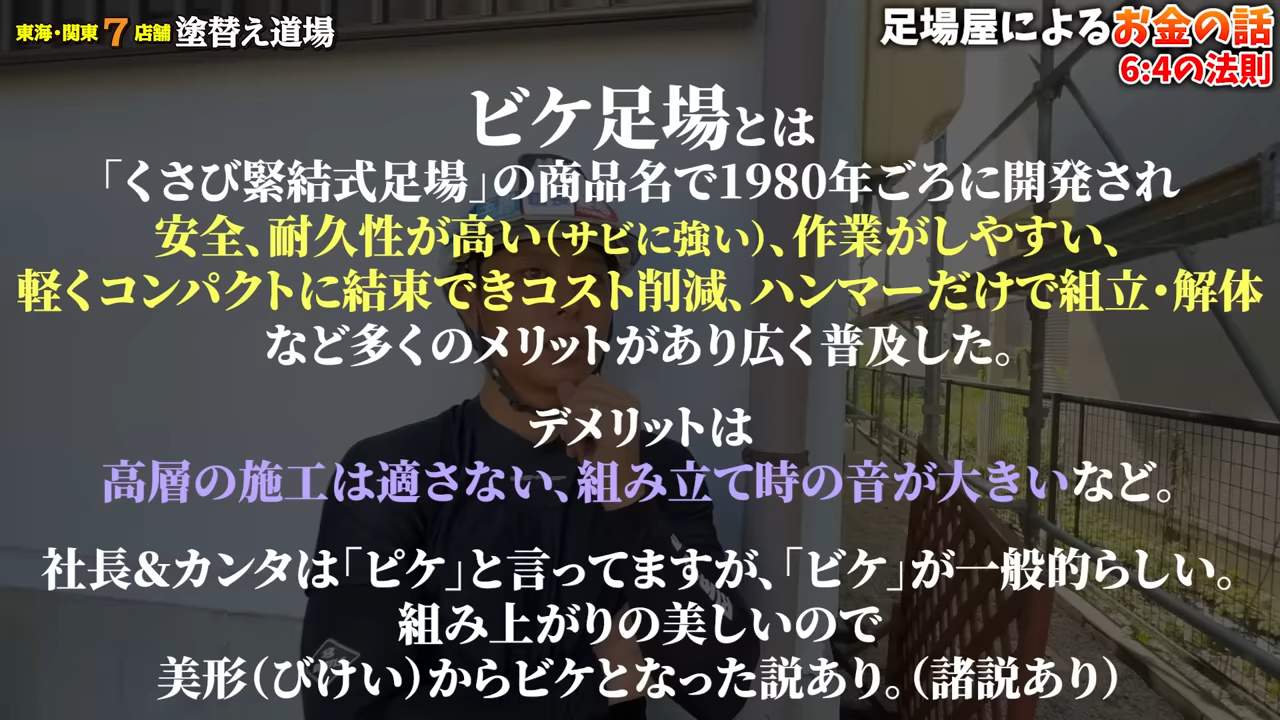 東海・関東7店舗 塗替え道場
足場屋によるお金の話
6:4の法則
ビケ足場とは
「くさび緊結式足場」の商品名で1980年ごろに開発され
安全、耐久性が高い(サビに強い)、作業がしやすい、
軽くコンパクトに結束できコスト削減、ハンマーだけで組立・解体
など多くのメリットがあり広く普及した。
デメリットは
高層の施工は適さない、組み立て時の音が大きいなど。
社長&カンタは「ピケ」と言ってますが、「ビケ」が一般的らしい。
組み上がりの美しいので
美形(びけい)からビケとなった説あり。(諸説あり)